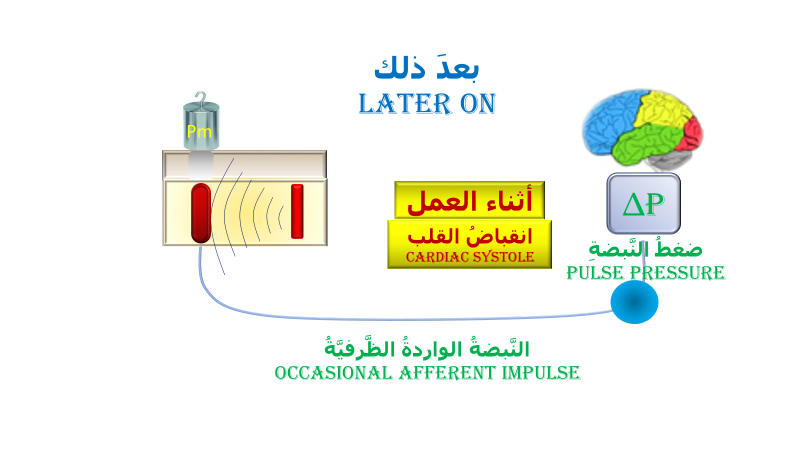 بعدَ ذلك
LATER ON
Pm
أثناء العمل
انقباضُ القلب
CARDIAC SYSTOLE
ΔP
ضغطُ النَّبضةِ
PULSE PRESSURE
النَّبضةُ الواردةُ الظَّرفيَّةُ
OCCASIONAL AFFERENT IMPULSE